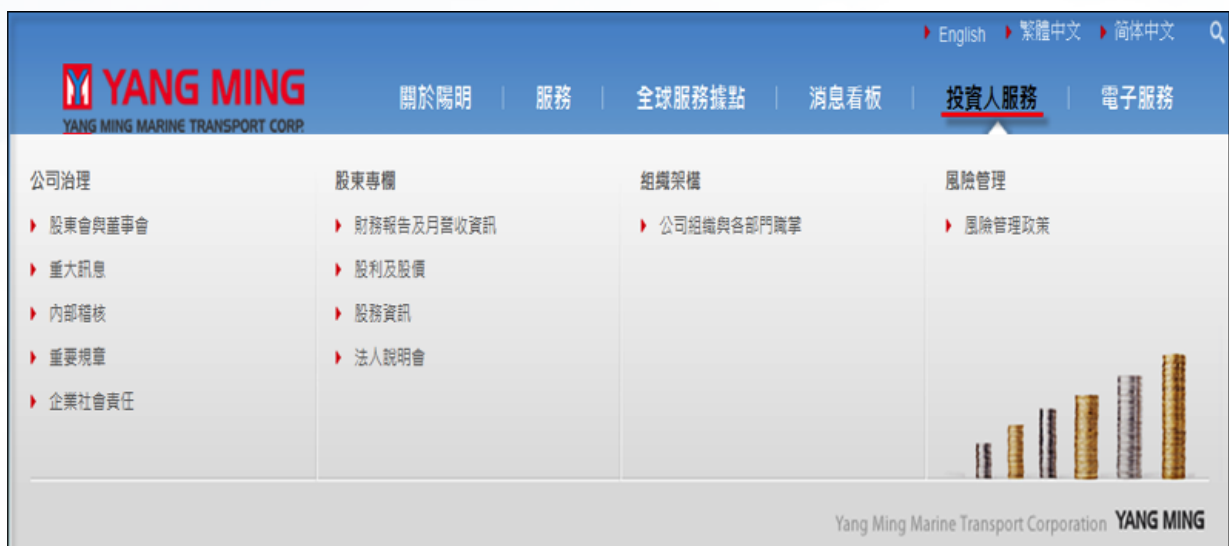 English 繁體中文 简体中文
YANG MING
YANG MING MARINE TRANSPORT CORP.
關於陽明 服務 全球服務據點 消息看板 投資人服務 電子服務
公司治理
股東會與董事會
重大訊息
內部稽核
重要規章
企業社會責任
股東專欄
財務報告及月營收資訊
股利及股價
股務資訊
法人說明會
組織架構
公司組織與各部門職掌
風險管理
風險管理政策
Yang Ming Marine Transport Corporation YANG MING